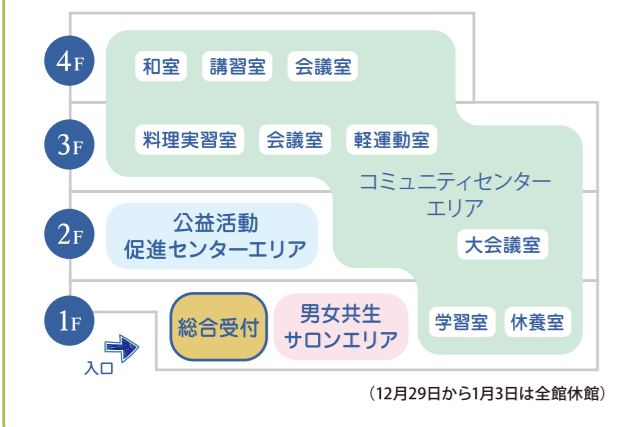 4F
和室 講習室 会議室
3F
料理実習室 会議室 軽運動室
コミュニティセンター
エリア
2F
公益活動
促進センターエリア
大会議室
1F
総合受付
男女共生
サロンエリア
学習室 休養室
入口
（12月29日から1月3日は全館休館）